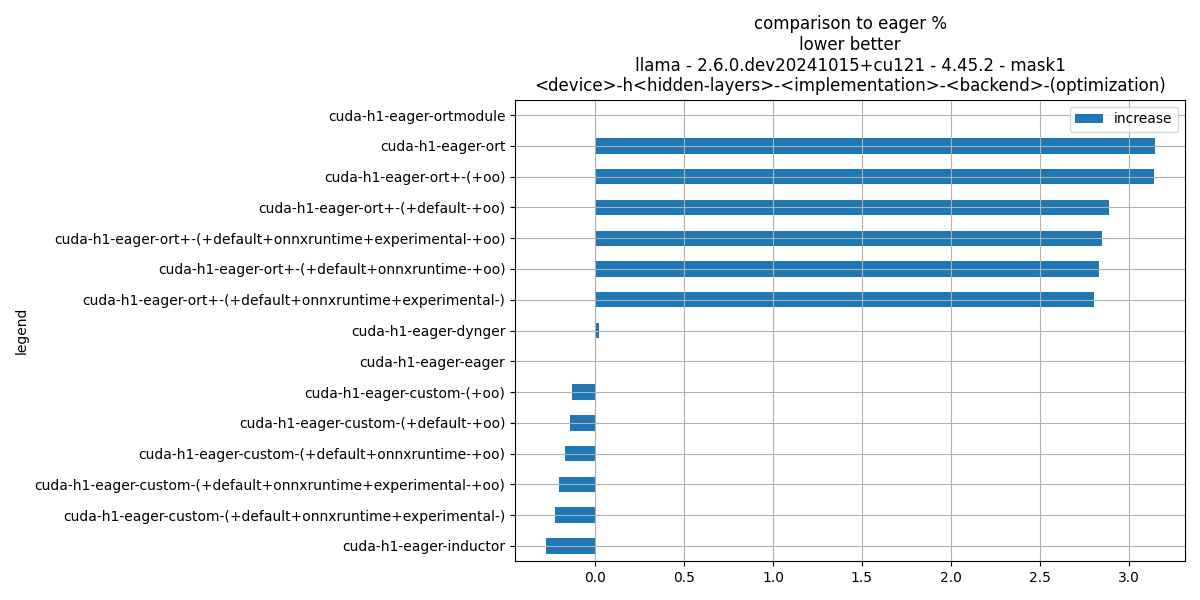 comparison to eager %
lower better
llama - 2.6.0.dev20241015+cu121 - 4.45.2 - mask1
<device>-h<hidden-layers>-<implementation>-<backend>-(optimization)
increase
legend
cuda-h1-eager-ortmodule
cuda-h1-eager-ort
cuda-h1-eager-ort+-(+oo)
cuda-h1-eager-ort+-(+default-+oo)
cuda-h1-eager-ort+-(+default+onnxruntime+experimental-+oo)
cuda-h1-eager-ort+-(+default+onnxruntime-+oo)
cuda-h1-eager-ort+-(+default+onnxruntime+experimental-)
cuda-h1-eager-dynger
cuda-h1-eager-eager
cuda-h1-eager-custom-(+oo)
cuda-h1-eager-custom-(+default-+oo)
cuda-h1-eager-custom-(+default+onnxruntime-+oo)
cuda-h1-eager-custom-(+default+onnxruntime+experimental-+oo)
cuda-h1-eager-custom-(+default+onnxruntime+experimental-)
cuda-h1-eager-inductor
0.0 0.5 1.0 1.5 2.0 2.5 3.0